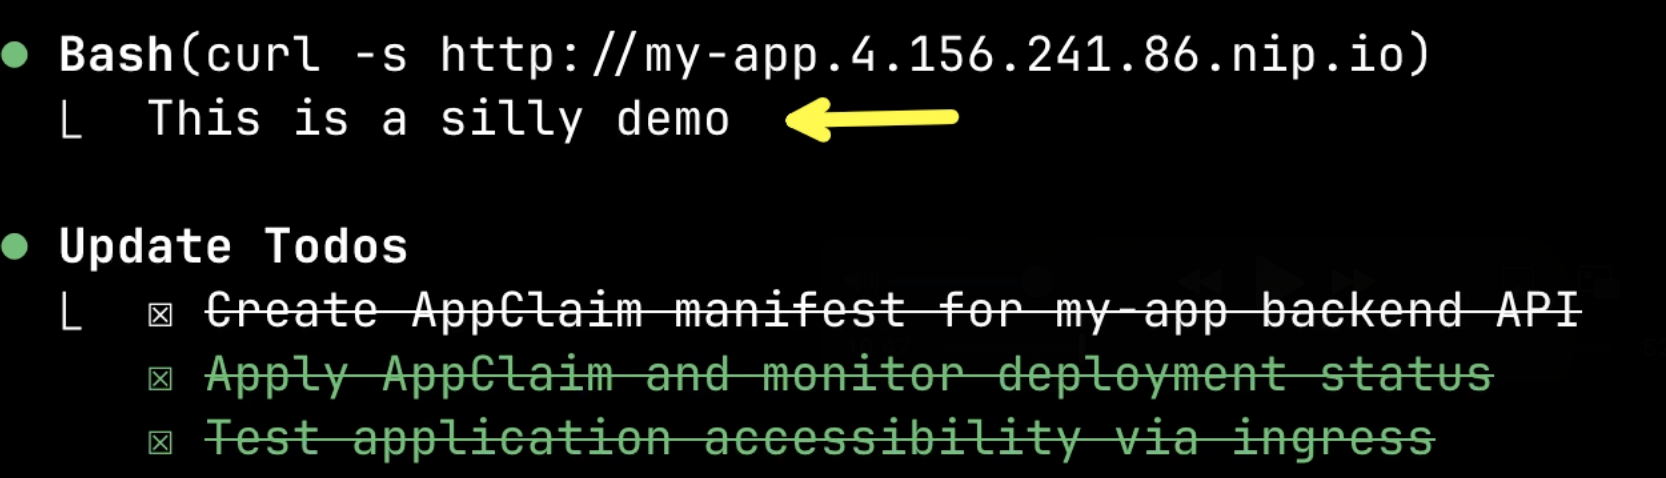 Bash(curl -s http://my-app.4.156.241.86.nip.io)
This is a silly demo
Update Todos
☒ Create AppClaim manifest for my-app backend API
☒ Apply AppClaim and monitor deployment status
☒ Test application accessibility via ingress